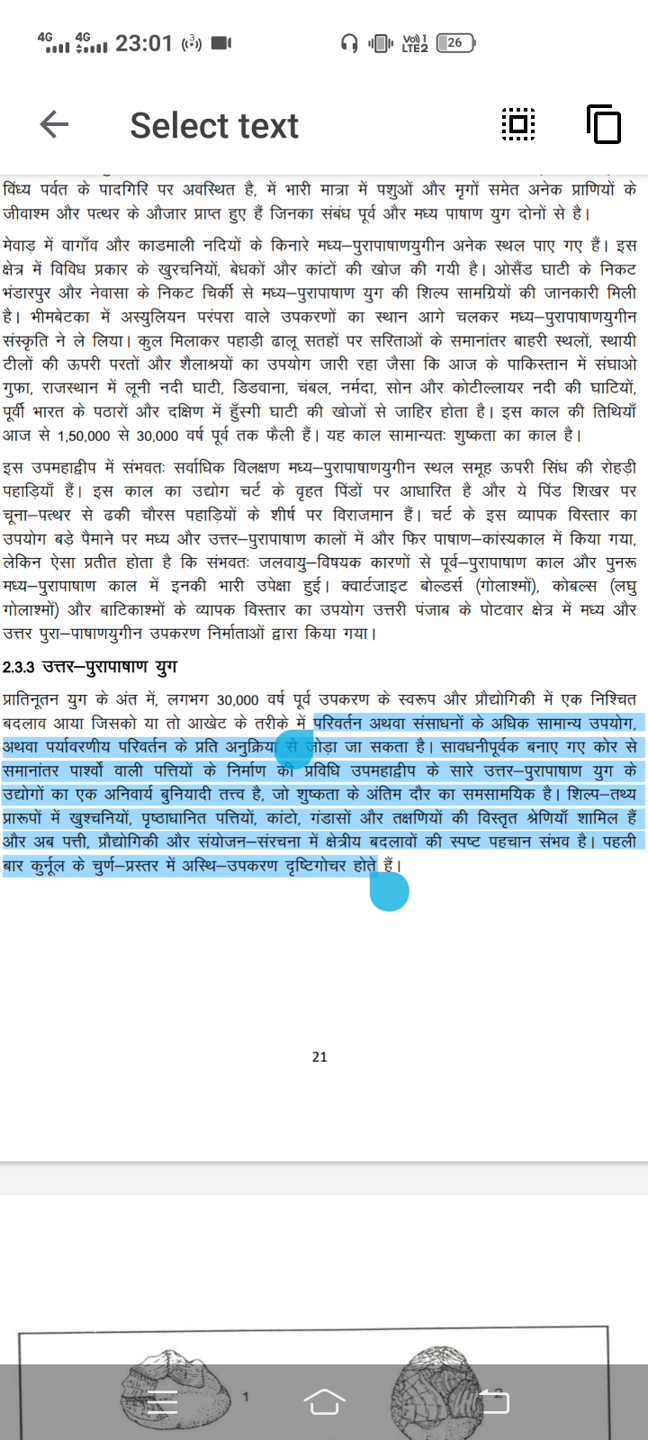 4G 4G 23:01 (3) Vol) 1 LTE2 26
Select text
विंध्य पर्वत के पादगिरि पर अवस्थित है, में भारी मात्रा में पशुओं और मृगों समेत अनेक प्राणियों के
जीवाश्म और पत्थर के औजार प्राप्त हुए हैं जिनका संबंध पूर्व और मध्य पाषाण युग दोनों से है।
मेवाड़ में वागाँव और काडमाली नदियों के किनारे मध्य–पुरापाषाणयुगीन अनेक स्थल पाए गए हैं। इस
क्षेत्र में विविध प्रकार के खुरचनियों, बेधकों और कांटों की खोज की गयी है। ओसैंड घाटी के निकट
भंडारपुर और नेवासा के निकट चिर्की से मध्य–पुरापाषाण युग की शिल्प सामग्रियों की जानकारी मिली
है। भीमबेटका में अस्युलियन परंपरा वाले उपकरणों का स्थान आगे चलकर मध्य–पुरापाषाणयुगीन
संस्कृति ने ले लिया। कुल मिलाकर पहाड़ी ढालू सतहों पर सरिताओं के समानांतर बाहरी स्थलों, स्थायी
टीलों की ऊपरी परतों और शैलाश्रयों का उपयोग जारी रहा जैसा कि आज के पाकिस्तान में संघाओ
गुफा, राजस्थान में लूनी नदी घाटी, डिडवाना, चंबल, नर्मदा, सोन और कोटील्लायर नदी की घाटियों,
पूर्वी भारत के पठारों और दक्षिण में हुँस्गी घाटी की खोजों से जाहिर होता है। इस काल की तिथियाँ
आज से 1,50,000 से 30,000 वर्ष पूर्व तक फैली हैं। यह काल सामान्यतः शुष्कता का काल है।
इस उपमहाद्वीप में संभवतः सर्वाधिक विलक्षण मध्य–पुरापाषाणयुगीन स्थल समूह ऊपरी सिंध की रोहड़ी
पहाड़ियाँ हैं। इस काल का उद्योग चर्ट के वृहत पिंडों पर आधारित है और ये पिंड शिखर पर
चूना–पत्थर से ढकी चौरस पहाड़ियों के शीर्ष पर विराजमान हैं। चर्ट के इस व्यापक विस्तार का
उपयोग बड़े पैमाने पर मध्य और उत्तर–पुरापाषाण कालों में और फिर पाषाण–कांस्यकाल में किया गया,
लेकिन ऐसा प्रतीत होता है कि संभवतः जलवायु–विषयक कारणों से पूर्व–पुरापाषाण काल और पुनरू
मध्य–पुरापाषाण काल में इनकी भारी उपेक्षा हुई। क्वार्टजाइट बोल्डर्स (गोलाश्मों), कोबल्स (लघु
गोलाश्मों) और बाटिकाश्मों के व्यापक विस्तार का उपयोग उत्तरी पंजाब के पोटवार क्षेत्र में मध्य और
उत्तर पुरा–पाषाणयुगीन उपकरण निर्माताओं द्वारा किया गया।
2.3.3 उत्तर–पुरापाषाण युग
प्रातिनूतन युग के अंत में, लगभग 30,000 वर्ष पूर्व उपकरण के स्वरूप और प्रौद्योगिकी में एक निश्चित
बदलाव आया जिसको या तो आखेट के तरीके में परिवर्तन अथवा संसाधनों के अधिक सामान्य उपयोग,
अथवा पर्यावरणीय परिवर्तन के प्रति अनुक्रिया से जोड़ा जा सकता है। सावधनीपूर्वक बनाए गए कोर से
समानांतर पार्श्वों वाली पत्तियों के निर्माण की प्रविधि उपमहाद्वीप के सारे उत्तर–पुरापाषाण युग के
उद्योगों का एक अनिवार्य बुनियादी तत्त्व है, जो शुष्कता के अंतिम दौर का समसामयिक है। शिल्प–तथ्य
प्रारूपों में खुश्चनियों, पृष्ठाधानित पत्तियों, कांटो, गंडासों और तक्षणियों की विस्तृत श्रेणियाँ शामिल हैं
और अब पत्ती, प्रौद्योगिकी और संयोजन–संरचना में क्षेत्रीय बदलावों की स्पष्ट पहचान संभव है। पहली
बार कुर्नूल के चुर्ण–प्रस्तर में अस्थि–उपकरण दृष्टिगोचर होते हैं।
21
1
2